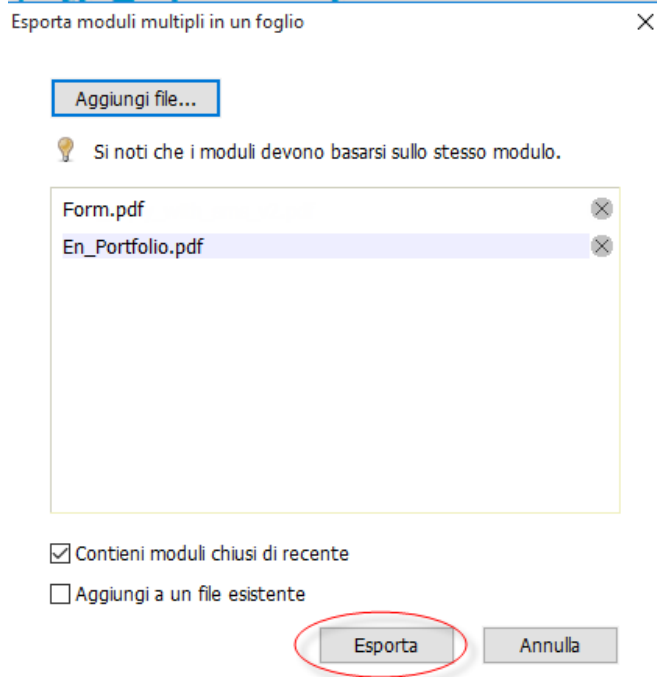 Esporta moduli multipli in un foglio
Aggiungi file...
Si noti che i moduli devono basarsi sullo stesso modulo.
Form.pdf
En_Portfolio.pdf
Contieni moduli chiusi di recente
Aggiungi a un file esistente
Esporta Annulla